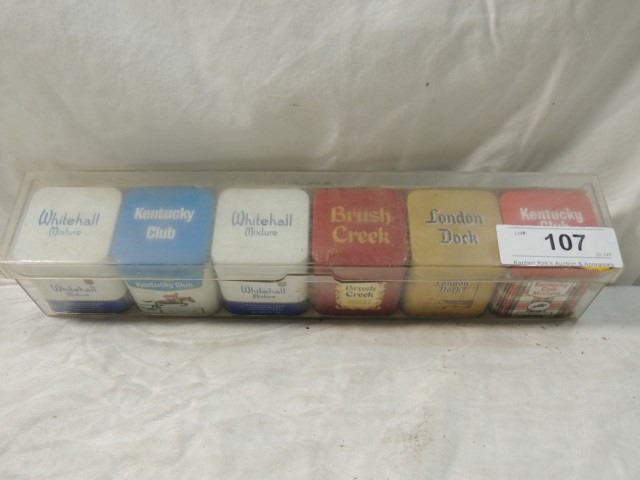 Whitehall
Mixture
Kentucky
Club
Whitehall
Mixture
Brush
Creek
London
Dock
Kentucky
Lot#:
107
Whitehall
Mixture
Kentucky Club
Whitehall
Mixture
Brush
Creek
London
Dock